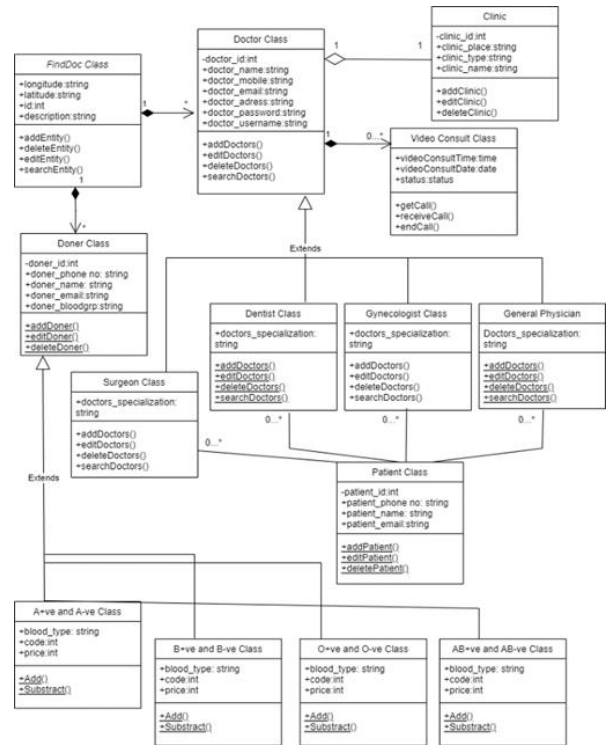 FindDoc Class
+longitude:string
+latitude:string
+id:int
+description:string
+addEntity()
+deleteEntity()
+editEntity()
+searchEntity()
1
*
1
*
Doctor Class
-doctor_id:int
+doctor_name:string
+doctor_mobile:string
+doctor_email:string
+doctor_adress:string
+doctor_password:string
+doctor_username:string
+addDoctors()
+editDoctors()
+deleteDoctors()
+searchDoctors()
1
1
Clinic
-clinic_id:int
+clinic_place:string
+clinic_type:string
+clinic_name:string
+addClinic()
+editClinic()
+deleteClinic()
1
0...*
Video Consult Class
+videoConsultTime:time
+videoConsultDate:date
+status:status
+getCall()
+receiveCall()
+endCall()
Doner Class
-doner_id:int
+doner_phone no: string
+doner_name: string
+doner_email:string
+doner_bloodgrp:string
+addDoner()
+editDoner()
+deleteDoner()
Extends
Dentist Class
+doctors_specialization:
string
+addDoctors()
+editDoctors()
+deleteDoctors()
+searchDoctors()
Gynecologist Class
+doctors_specialization:
string
+addDoctors()
+editDoctors()
+deleteDoctors()
+searchDoctors()
General Physician
Doctors_specialization:
string
+addDoctors()
+editDoctors()
+deleteDoctors()
+searchDoctors()
Surgeon Class
+doctors_specialization:
string
+addDoctors()
+editDoctors()
+deleteDoctors()
+searchDoctors()
0...*
0...*
0...*
0...*
Patient Class
-patient_id:int
+patient_phone no: string
+patient_name: string
+patient_email:string
+addPatient()
+editPatient()
+deletePatient()
Extends
A+ve and A-ve Class
+blood_type: string
+code:int
+price:int
+Add()
+Substract()
B+ve and B-ve Class
+blood_type: string
+code:int
+price:int
+Add()
+Substract()
O+ve and O-ve Class
+blood_type: string
+code:int
+price:int
+Add()
+Substract()
AB+ve and AB-ve Class
+blood_type: string
+code:int
+price:int
+Add()
+Substract()